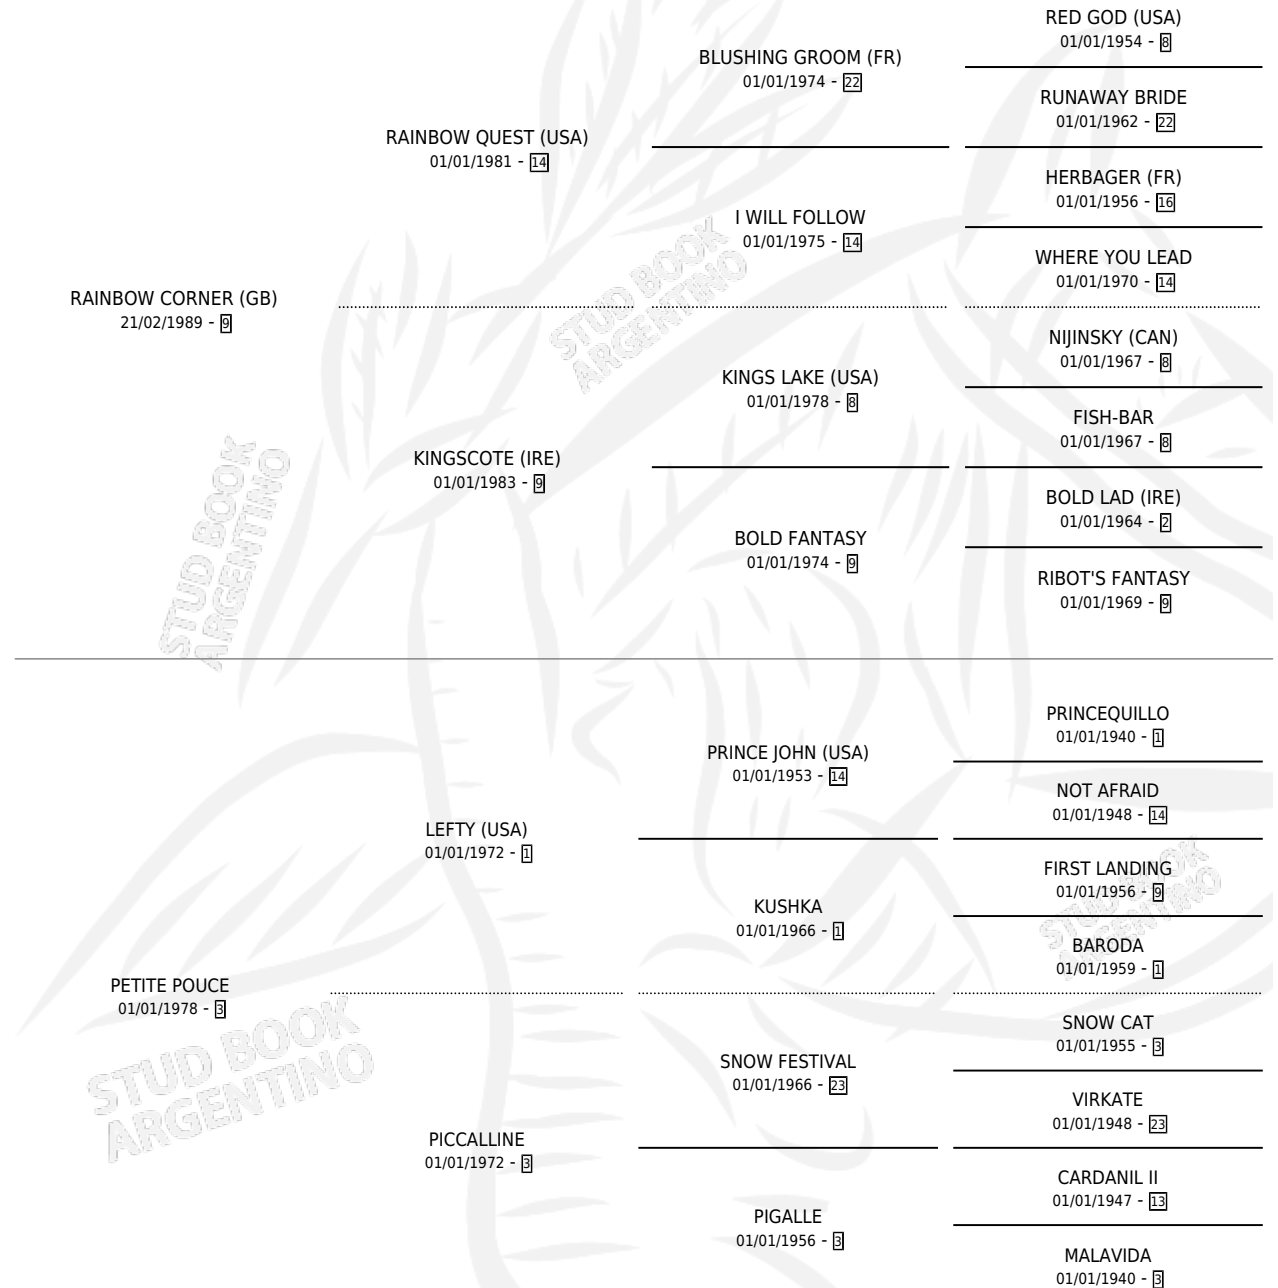 RED GOD (USA)
01/01/1954 - 8
BLUSHING GROOM (FR)
01/01/1974 - 22
RUNAWAY BRIDE
01/01/1962 - 22
RAINBOW QUEST (USA)
01/01/1981 - 14
HERBAGER (FR)
01/01/1956 - 16
I WILL FOLLOW
01/01/1975 - 14
WHERE YOU LEAD
01/01/1970 - 14
RAINBOW CORNER (GB)
21/02/1989 - 9
NIJINSKY (CAN)
01/01/1967 - 8
KINGS LAKE (USA)
01/01/1978 - 8
FISH-BAR
01/01/1967 - 8
KINGSCOTE (IRE)
01/01/1983 - 9
BOLD LAD (IRE)
01/01/1964 - 2
BOLD FANTASY
01/01/1974 - 9
RIBOT'S FANTASY
01/01/1969 - 9
PRINCEQUILLO
01/01/1940 - 1
PRINCE JOHN (USA)
01/01/1953 - 14
NOT AFRAID
01/01/1948 - 14
LEFTY (USA)
01/01/1972 - 1
FIRST LANDING
01/01/1956 - 9
KUSHKA
01/01/1966 - 1
BARODA
01/01/1959 - 1
PETITE POUCE
01/01/1978 - 3
SNOW CAT
01/01/1955 - 3
SNOW FESTIVAL
01/01/1966 - 23
VIRKATE
01/01/1948 - 23
PICCALLINE
01/01/1972 - 3
CARDANIL II
01/01/1947 - 13
PIGALLE
01/01/1956 - 3
MALAVIDA
01/01/1940 - 3
STUD BOOK
ARGENTINO
STUD BOOK
ARGENTINO
STUD BOOK
ARGENTINO
STUD BOOK
ARGENTINO